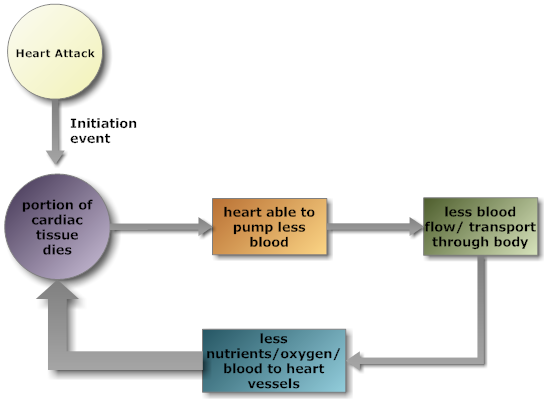 Heart Attack
Initiation
event
portion of
cardiac
tissue
dies
heart able to
pump less
blood
less blood
flow/ transport
through body
less
nutrients/oxygen/
blood to heart
vessels